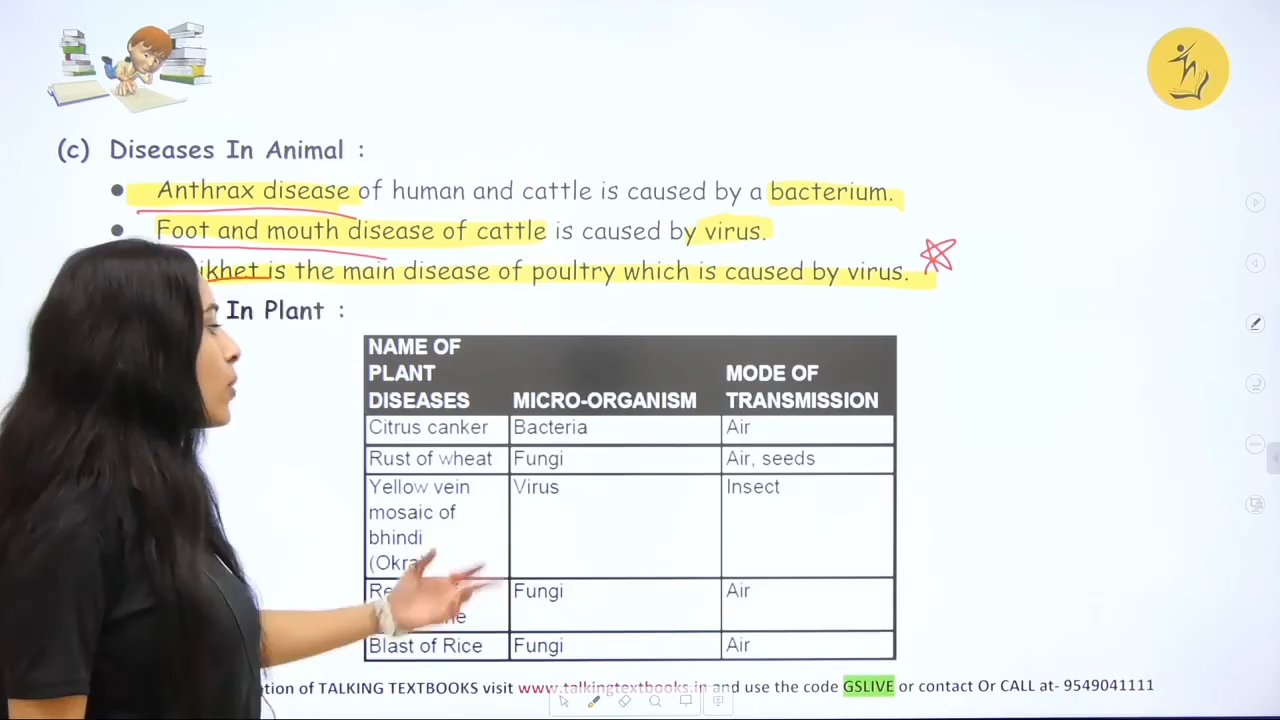 (c) Diseases In Animal :
● Anthrax disease of human and cattle is caused by a bacterium.
● Foot and mouth disease of cattle is caused by virus.
ikhet is the main disease of poultry which is caused by virus.
In Plant :
NAME OF PLANT DISEASES MICRO-ORGANISM MODE OF TRANSMISSION
Citrus canker Bacteria Air
Rust of wheat Fungi Air, seeds
Yellow vein Virus Insect
mosaic of
bhindi
(Okra
Re Fungi Air
Blast of Rice Fungi Air
tion of TALKING TEXTBOOKS visit www.talkingtextbooks.in and use the code GSLIVE or contact Or CALL at- 9549041111